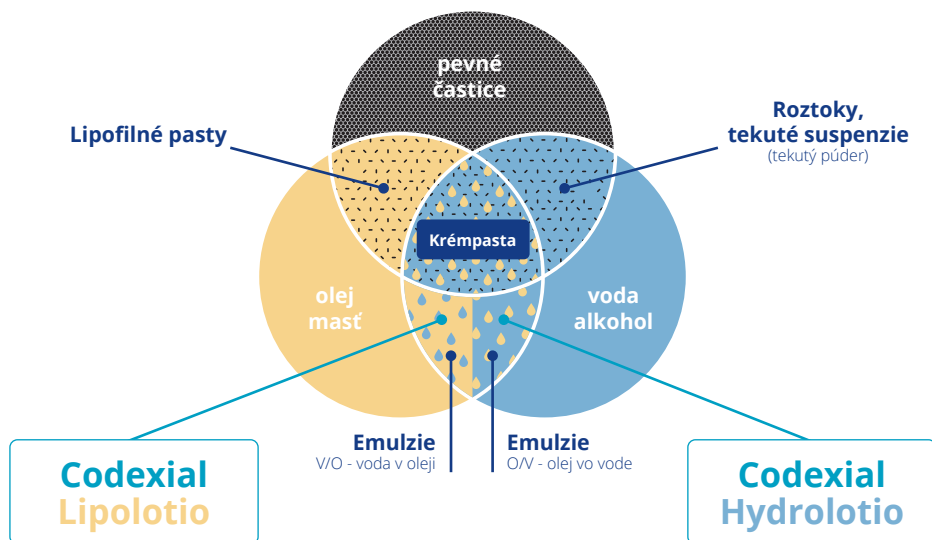 pevné
častice
Lipofilné pasty
Roztoky,
tekuté suspenzie
(tekutý púder)
Krémpasta
olej
masť
voda
alkohol
Emulzie
V/O - voda v oleji
Emulzie
O/V - olej vo vode
Codexial
Lipolotio
Codexial
Hydrolotio